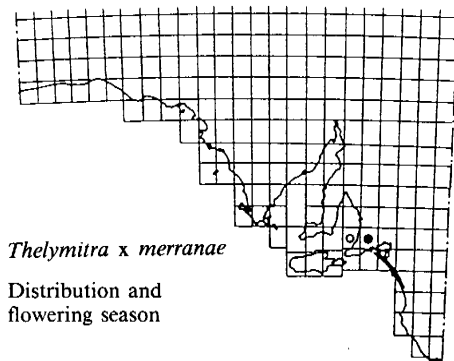 Thelymitra x merranae
Distribution and
flowering season